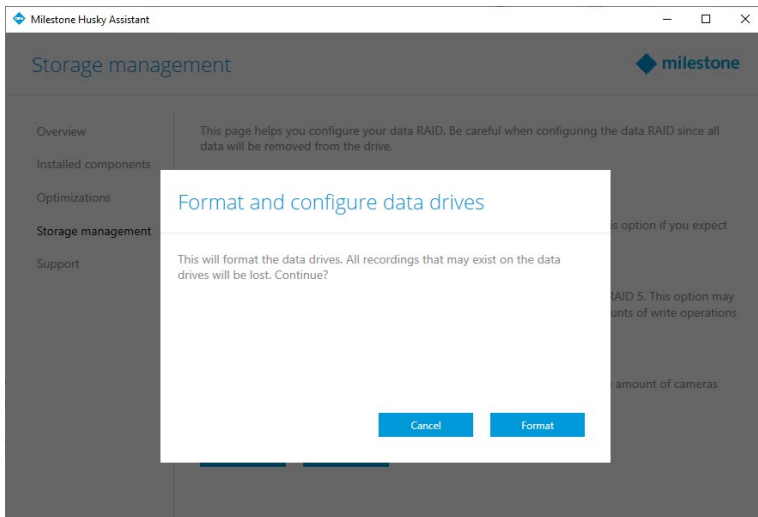 Milestone Husky Assistant
Storage management
milestone
Overview
Installed components
Optimizations
Storage management
Support
This page helps you configure your data RAID. Be careful when configuring the data RAID since all
data will be removed from the drive.
Format and configure data drives
This will format the data drives. All recordings that may exist on the data
drives will be lost. Continue?
Cancel
Format
is option if you expect
RAID 5. This option may
unts of write operations
amount of cameras